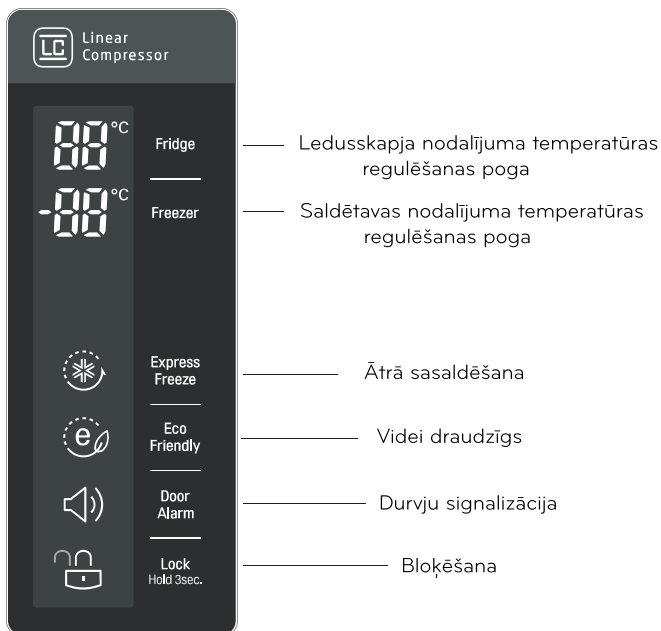 LC
Linear
Compressor
88 °C
Fridge
Ledusskapja nodalījuma temperatūras
regulēšanas poga
-88 °C
Freezer
Saldētavas nodalījuma temperatūras
regulēšanas poga
Express
Freeze
Ātrā sasaldēšana
e
Eco
Friendly
Videi draudzīgs
Door
Alarm
Durvju signalizācija
Lock
Hold 3sec.
Bloķēšana